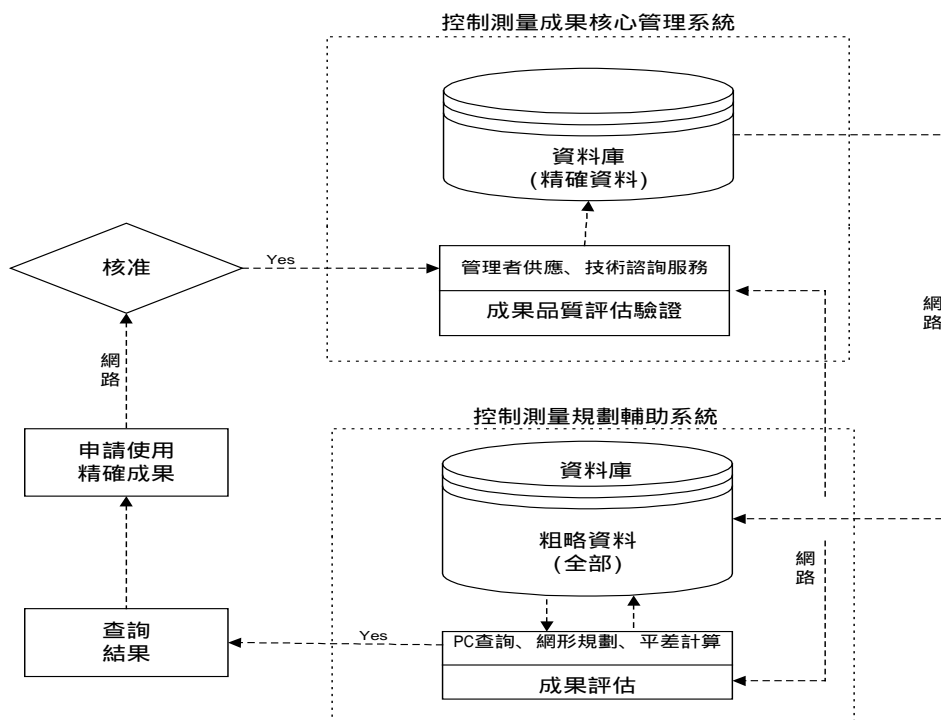 控制測量成果核心管理系統
資料庫
(精確資料)
核准
Yes
管理者供應、技術諮詢服務
成果品質評估驗證
網
路
網
路
控制測量規劃輔助系統
申請使用
精確成果
資料庫
粗略資料
(全部)
網
路
查詢
結果
Yes
PC查詢、網形規劃、平差計算
成果評估